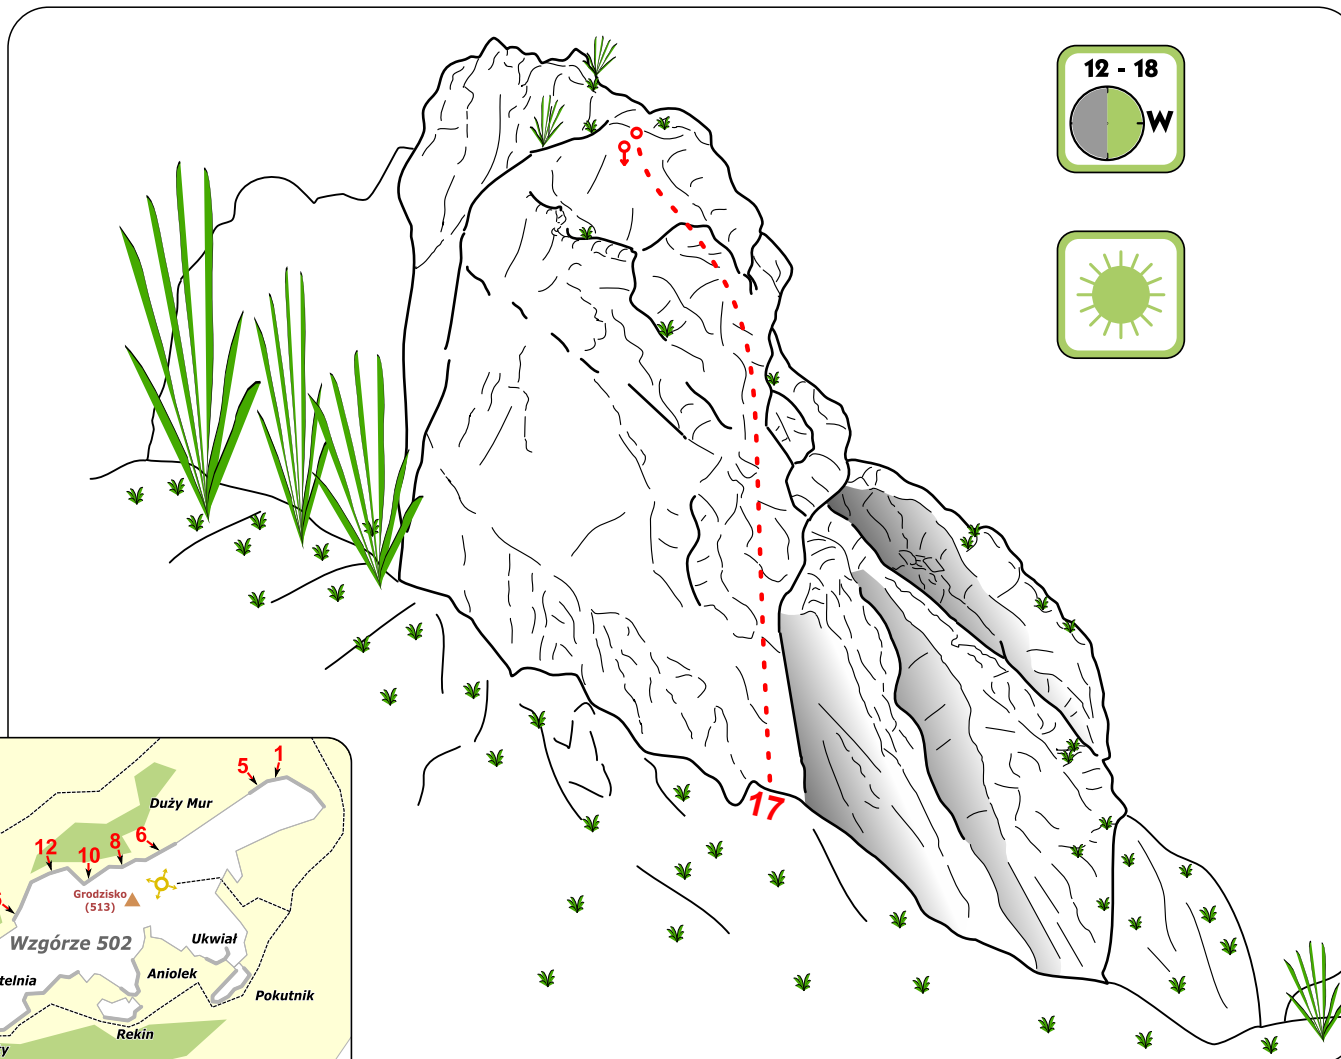 12 - 18
W
17
5
1
Duży Mur
12
10
8
6
Grodzisko
(513)
Wzgórze 502
Ukwiał
telnia
Aniolek
Pokutnik
Rekin